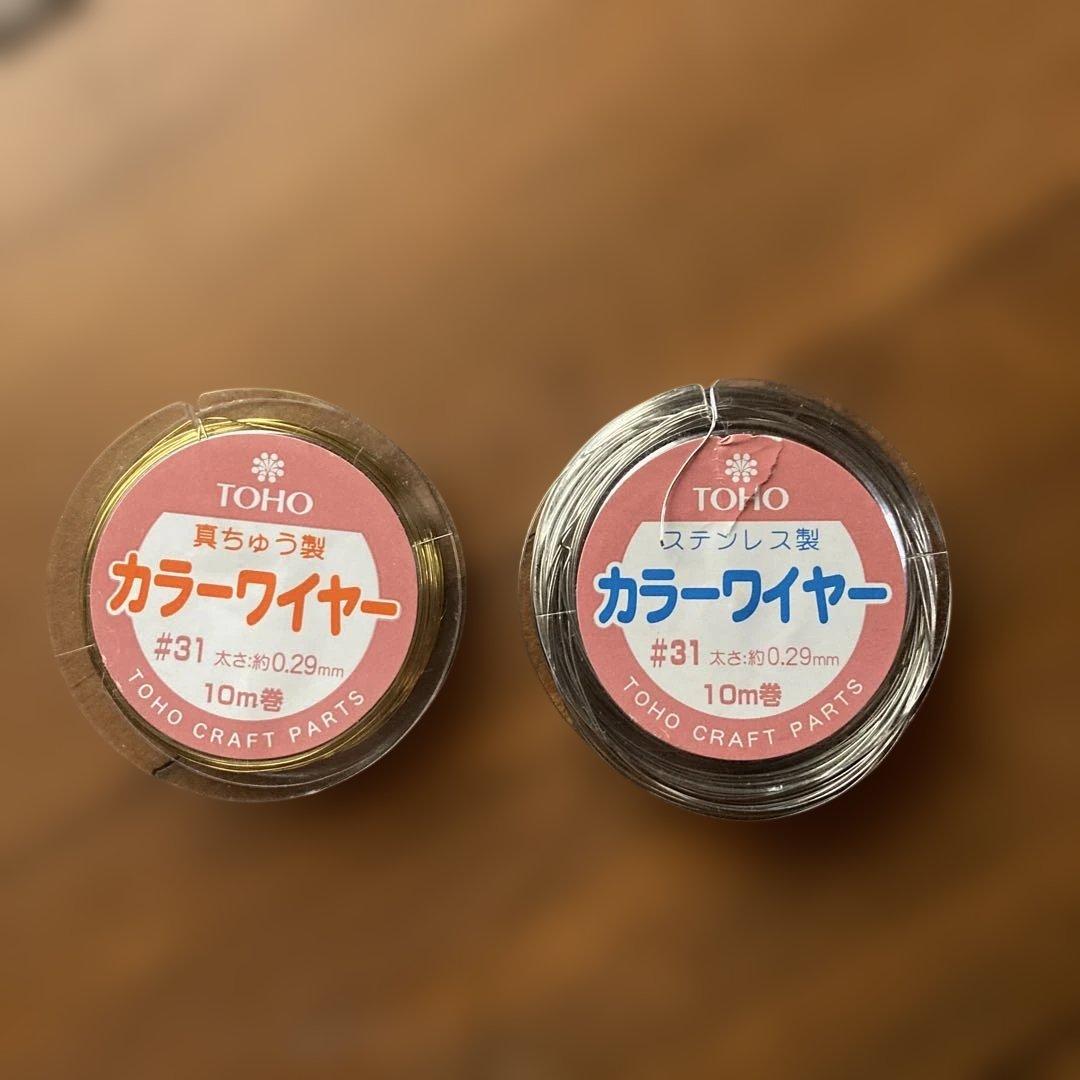 TOHO
真ちゅう製
カラーワイヤー
#31 太さ:約0.29mm
10m巻
TOHO CRAFT PARTS
TOHO
ステンレス製
カラーワイヤー
#31 太さ:約0.29mm
10m巻
TOHO CRAFT PARTS